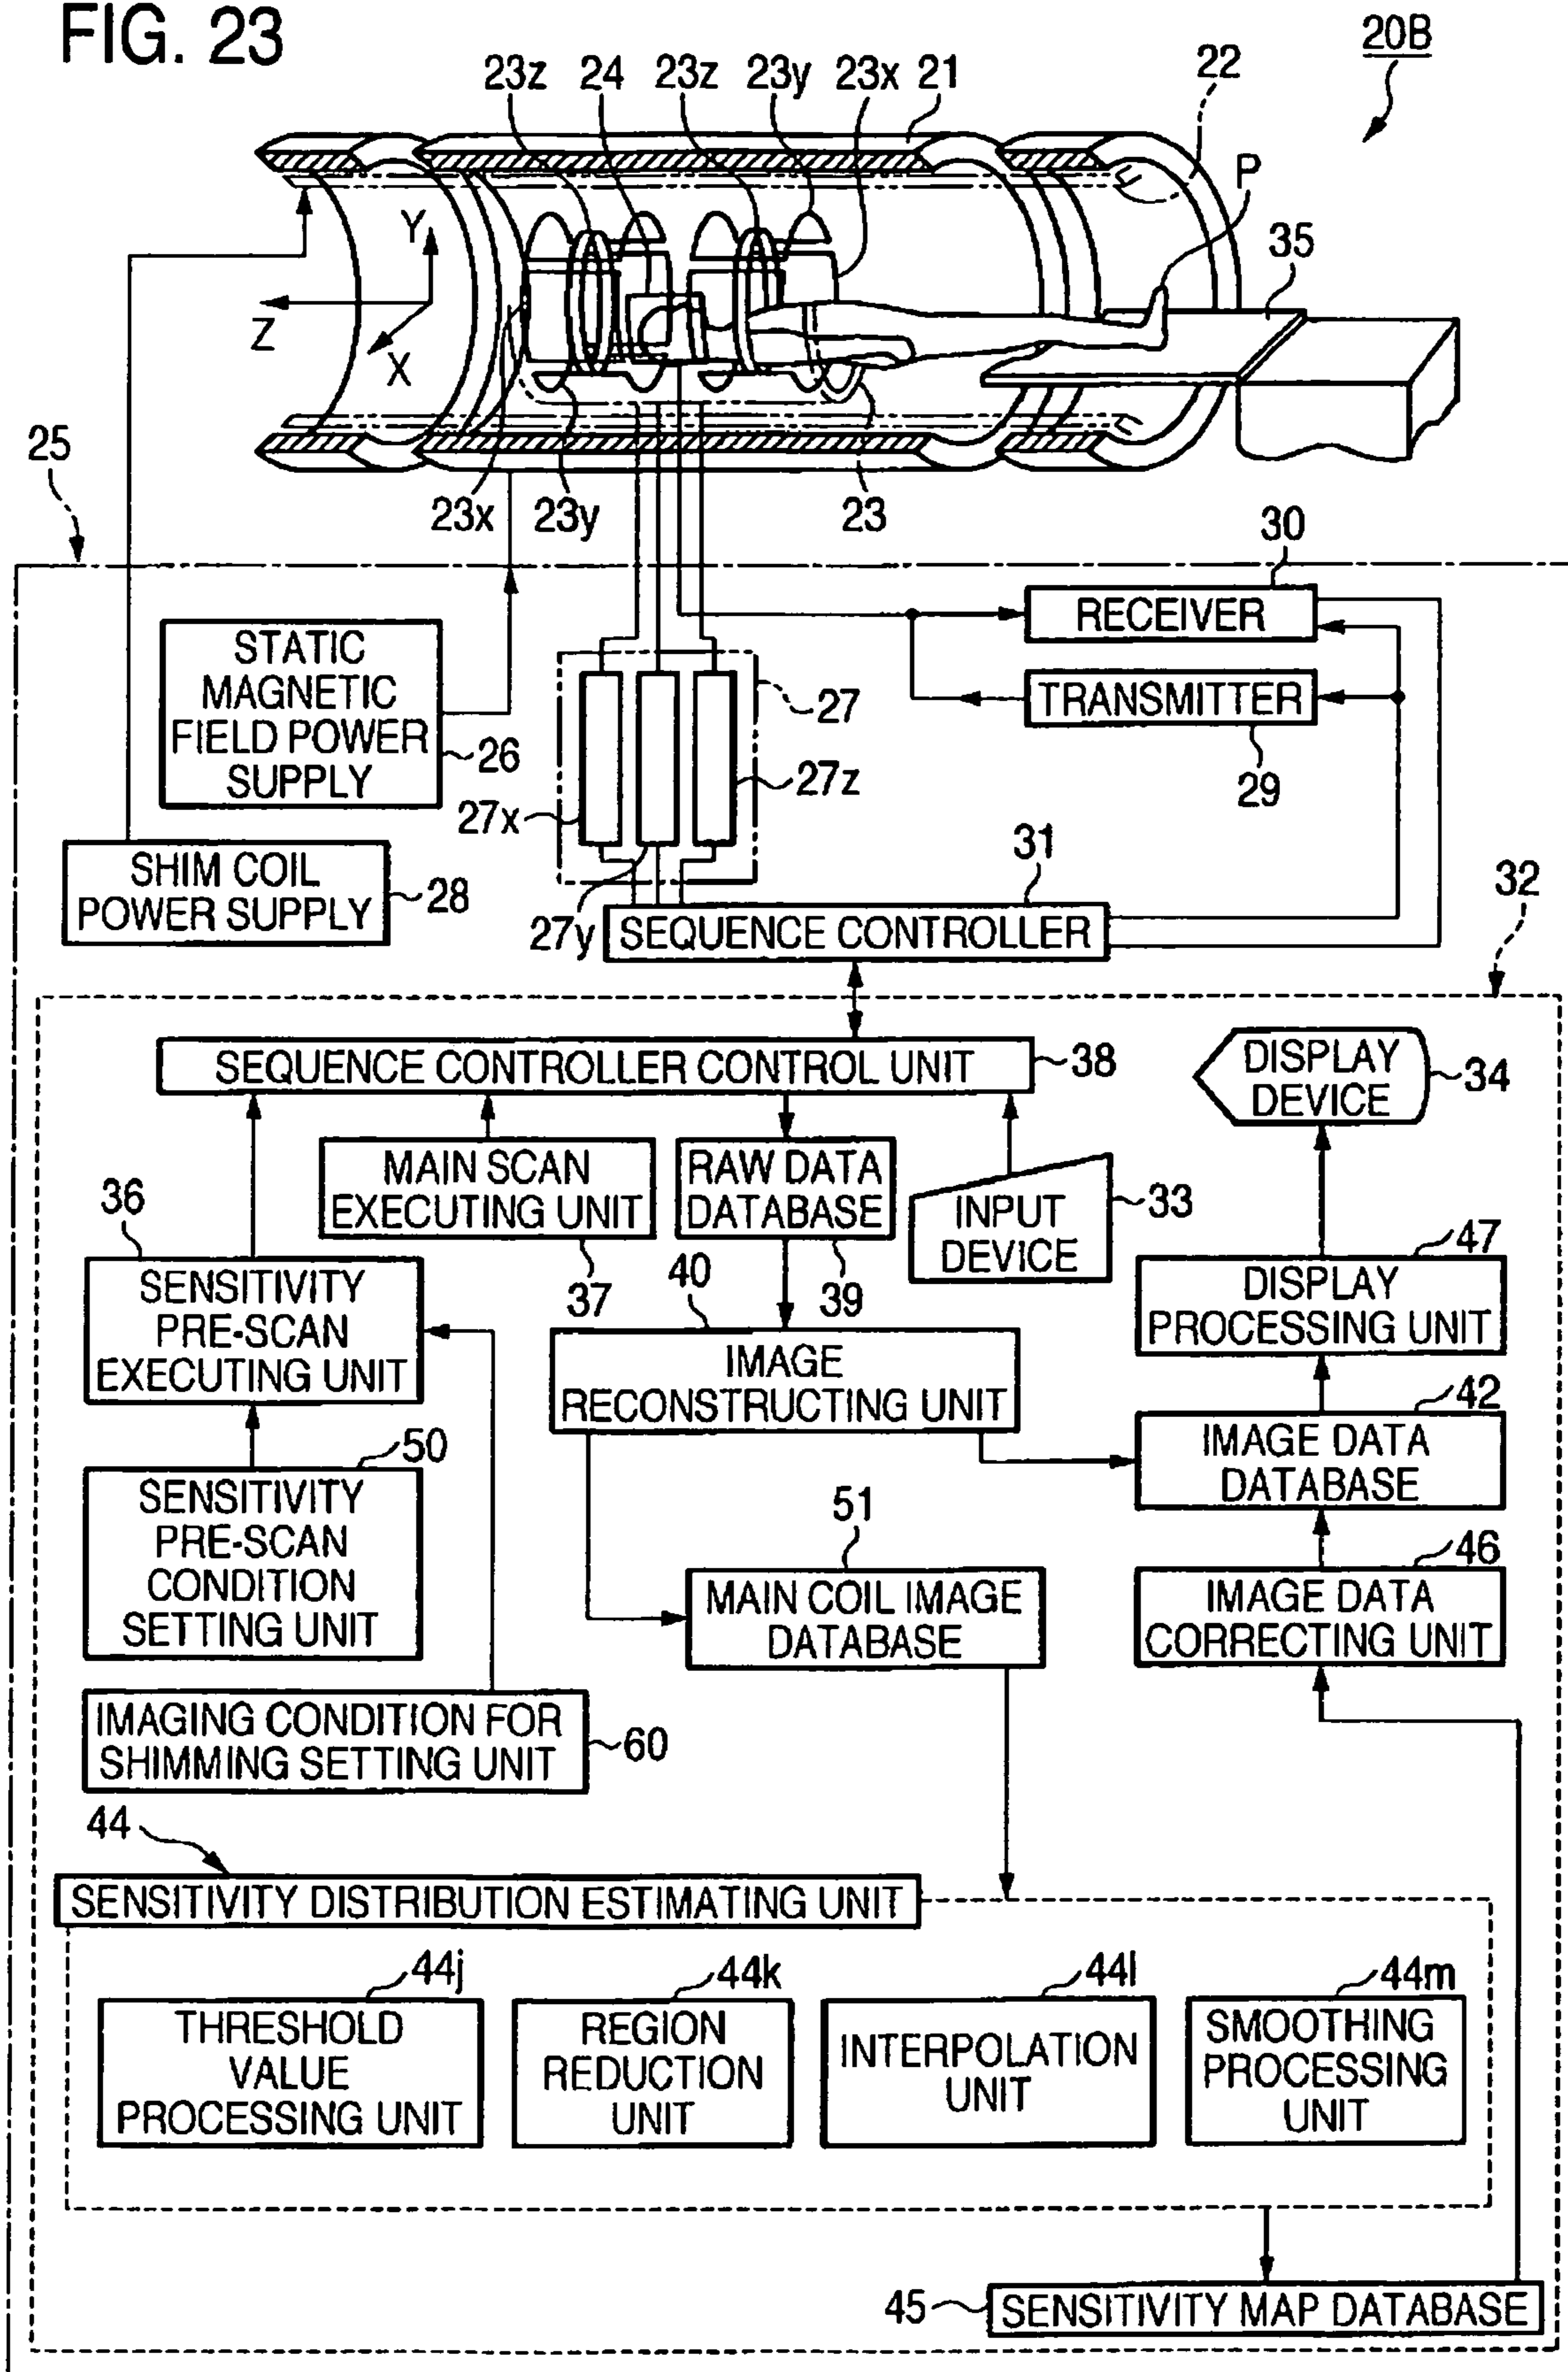 FIG. 23
20B
23z 24 23z 23y 23x 21 22
P
35
Y
Z
X
25
23x 23y 23
30
RECEIVER
STATIC
MAGNETIC
FIELD POWER
SUPPLY
26
27
TRANSMITTER
29
27x
27z
27y
SHIM COIL
POWER SUPPLY
28
31
SEQUENCE CONTROLLER
32
SEQUENCE CONTROLLER CONTROL UNIT
38
DISPLAY
DEVICE
34
MAIN SCAN
EXECUTING UNIT
37
RAW DATA
DATABASE
39
INPUT
DEVICE
33
36
SENSITIVITY
PRE-SCAN
EXECUTING UNIT
40
IMAGE
RECONSTRUCTING UNIT
47
DISPLAY
PROCESSING UNIT
42
IMAGE DATA
DATABASE
50
SENSITIVITY
PRE-SCAN
CONDITION
SETTING UNIT
51
MAIN COIL IMAGE
DATABASE
46
IMAGE DATA
CORRECTING UNIT
IMAGING CONDITION FOR
SHIMMING SETTING UNIT
60
44
SENSITIVITY DISTRIBUTION ESTIMATING UNIT
44j
THRESHOLD
VALUE
PROCESSING UNIT
44k
REGION
REDUCTION
UNIT
44l
INTERPOLATION
UNIT
44m
SMOOTHING
PROCESSING
UNIT
45
SENSITIVITY MAP DATABASE